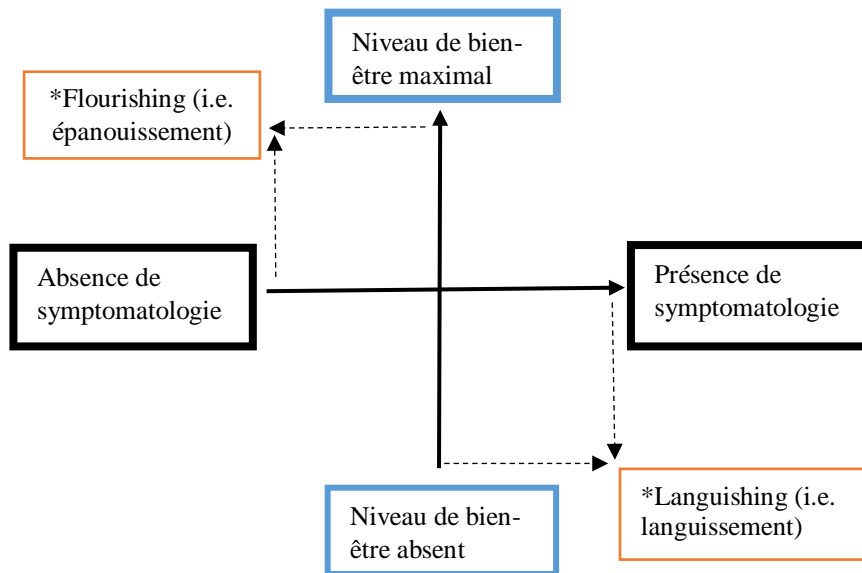 Niveau de bien-
être maximal
*Flourishing (i.e.
épanouissement)
Absence de
symptomatologie
Présence de
symptomatologie
Niveau de bien-
être absent
*Languishing (i.e.
languissement)